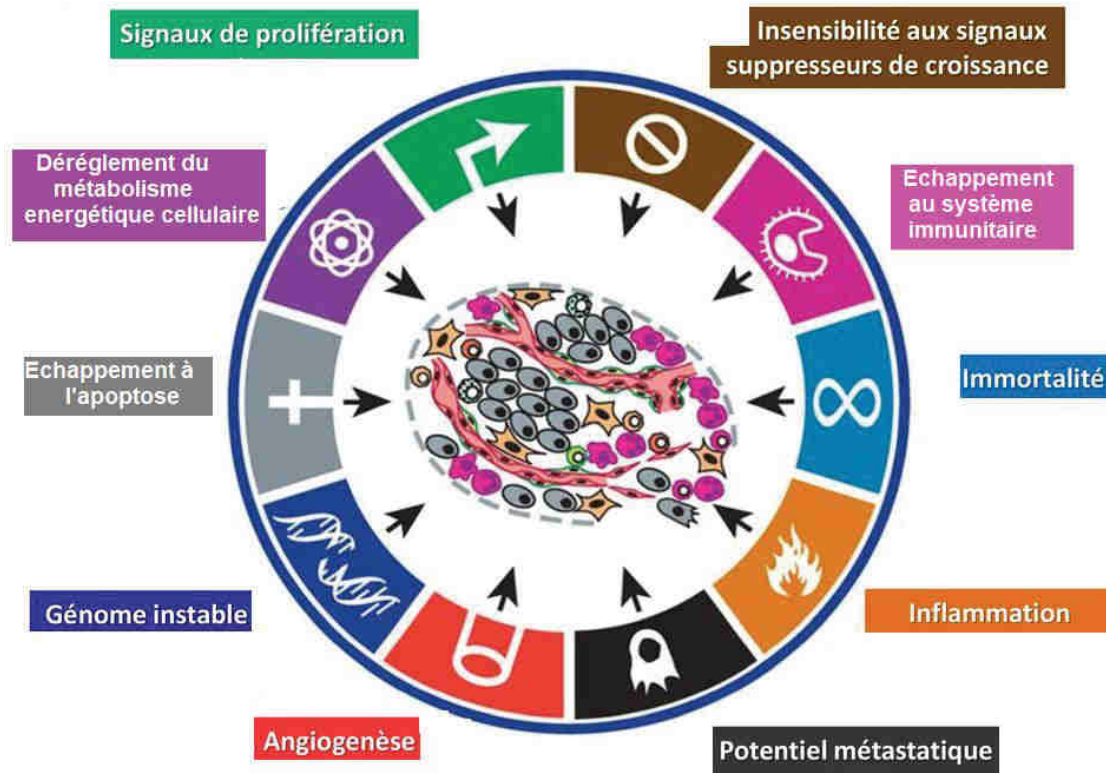 Signaux de prolifération
Insensibilité aux signaux
suppresseurs de croissance
Déréglement du
métabolisme
energétique cellulaire
Echappement
au système
immunitaire
Echappement à
l'apoptose
Immortalité
Génome instable
Inflammation
Angiogenèse
Potentiel métastatique